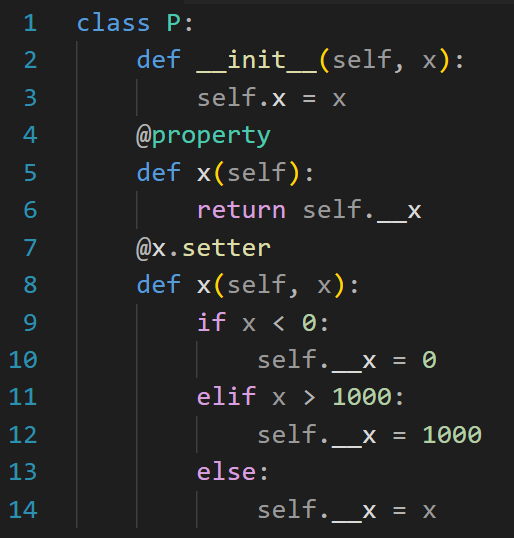 1 class P:
2     def __init__(self, x):
3         self.x = x
4     @property
5     def x(self):
6         return self.__x
7     @x.setter
8     def x(self, x):
9         if x < 0:
10             self.__x = 0
11         elif x > 1000:
12             self.__x = 1000
13         else:
14             self.__x = x